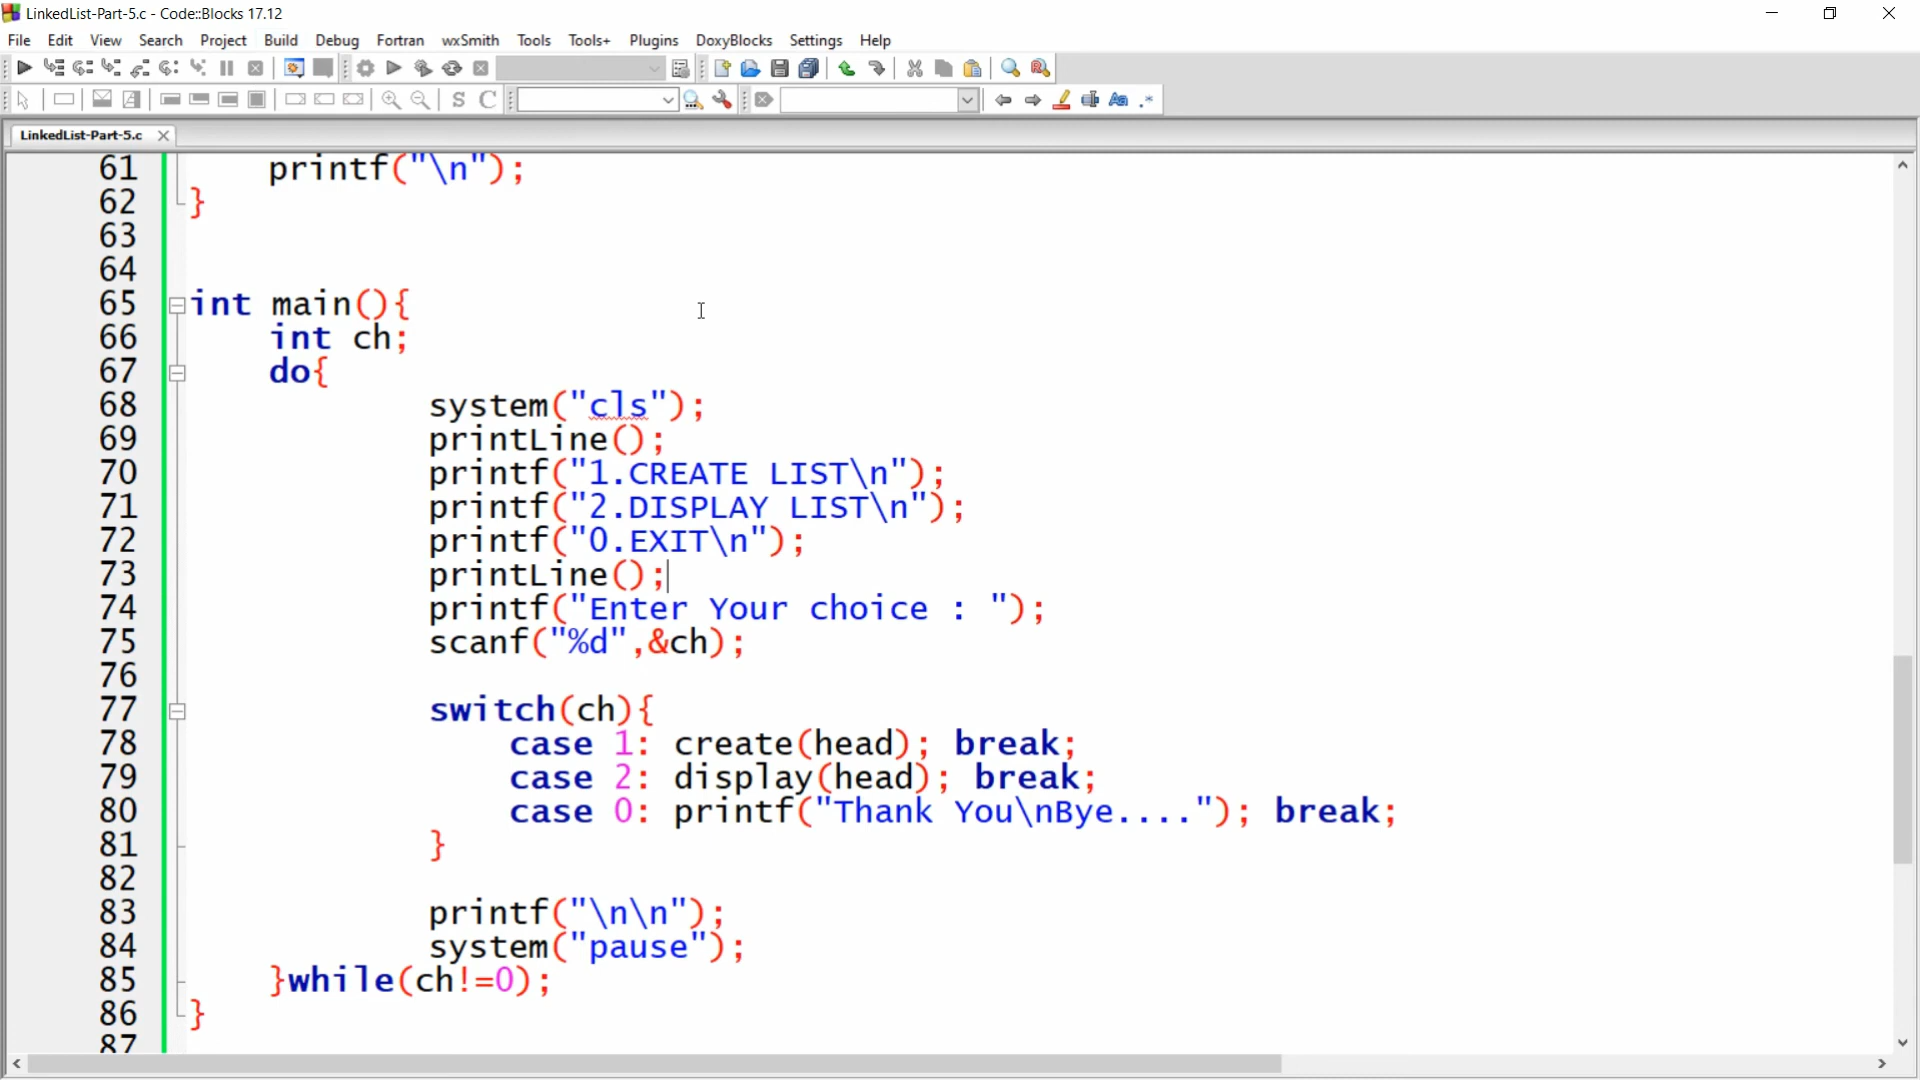 LinkedList-Part-5.c - Code::Blocks 17.12
File Edit View Search Project Build Debug Fortran wxSmith Tools Tools+ Plugins DoxyBlocks Settings Help
LinkedList-Part-5.c
61 printf("\n");
62 }
63
64
65 int main(){
66 int ch;
67 do{
68 system("cls");
69 printLine();
70 printf("1.CREATE LIST\n");
71 printf("2.DISPLAY LIST\n");
72 printf("0.EXIT\n");
73 printLine();
74 printf("Enter Your choice : ");
75 scanf("%d",&ch);
76
77 switch(ch){
78 case 1: create(head); break;
79 case 2: display(head); break;
80 case 0: printf("Thank You\nBye...."); break;
81 }
82
83 printf("\n\n");
84 system("pause");
85 }while(ch!=0);
86 }
87